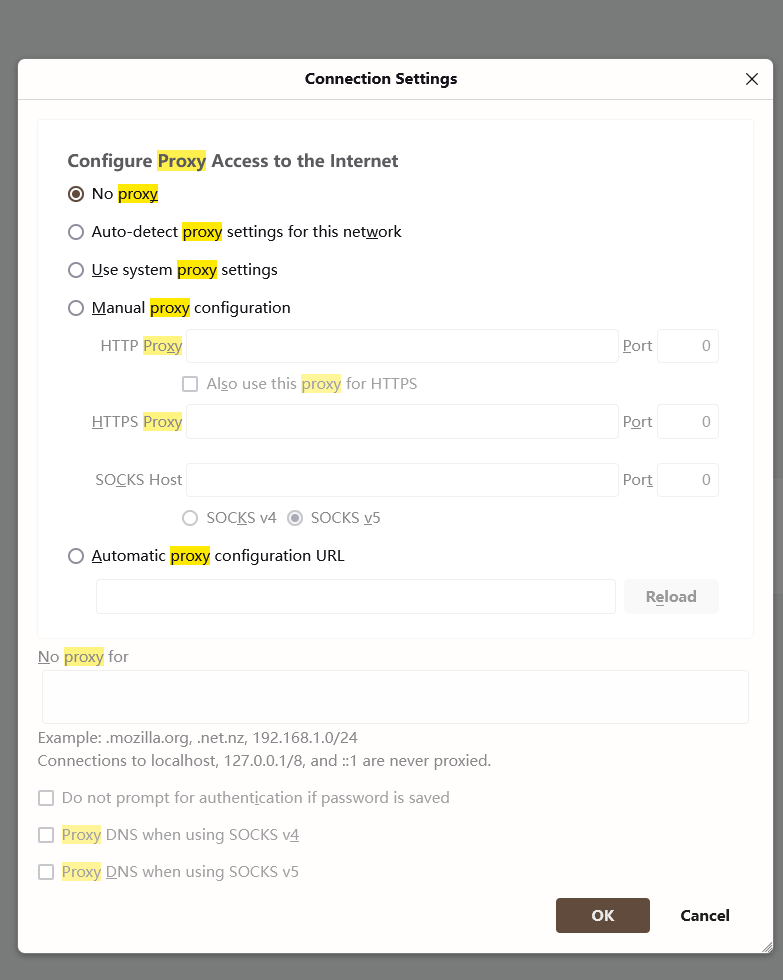 Connection Settings
Configure Proxy Access to the Internet
No proxy
Auto-detect proxy settings for this network
Use system proxy settings
Manual proxy configuration
HTTP Proxy Port 0
Also use this proxy for HTTPS
HTTPS Proxy Port 0
SOCKS Host Port 0
SOCKS v4 SOCKS v5
Automatic proxy configuration URL
Reload
No proxy for
Example: .mozilla.org, .net.nz, 192.168.1.0/24
Connections to localhost, 127.0.0.1/8, and ::1 are never proxied.
Do not prompt for authentication if password is saved
Proxy DNS when using SOCKS v4
Proxy DNS when using SOCKS v5
OK Cancel